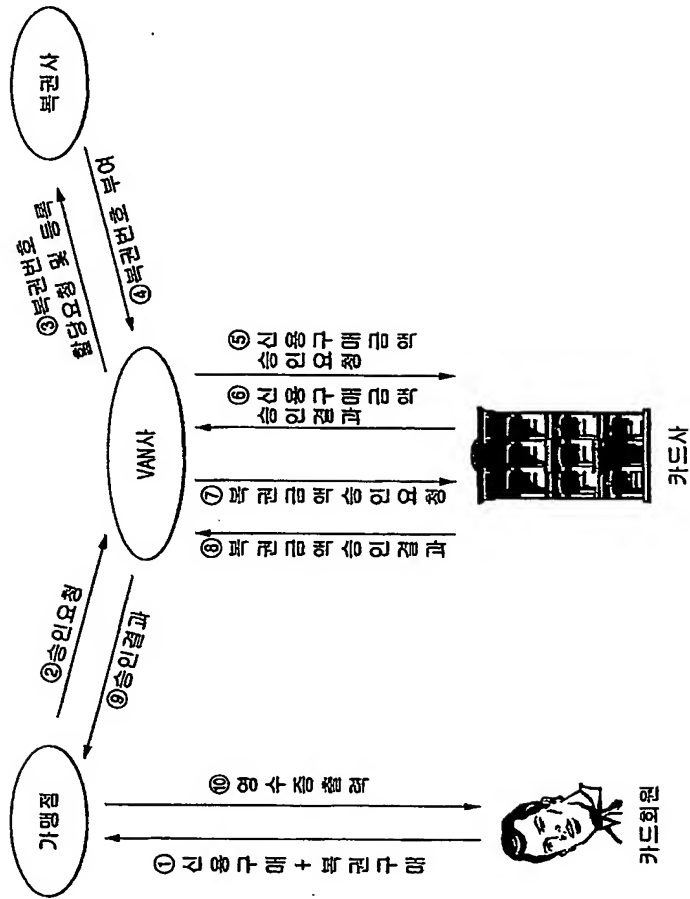 가맹점
VAN사
복권사
②승인요청
⑨승인결과
③복권번호
할당요청 및 등록
④복권번호 부여
①신용구매 + 복권구매
⑩영수증출력
⑧복권금액승인결과
⑦복권금액승인요청
⑥신용구매금액
승인결과
⑤신용구매금액
승인요청
카드회원
카드사